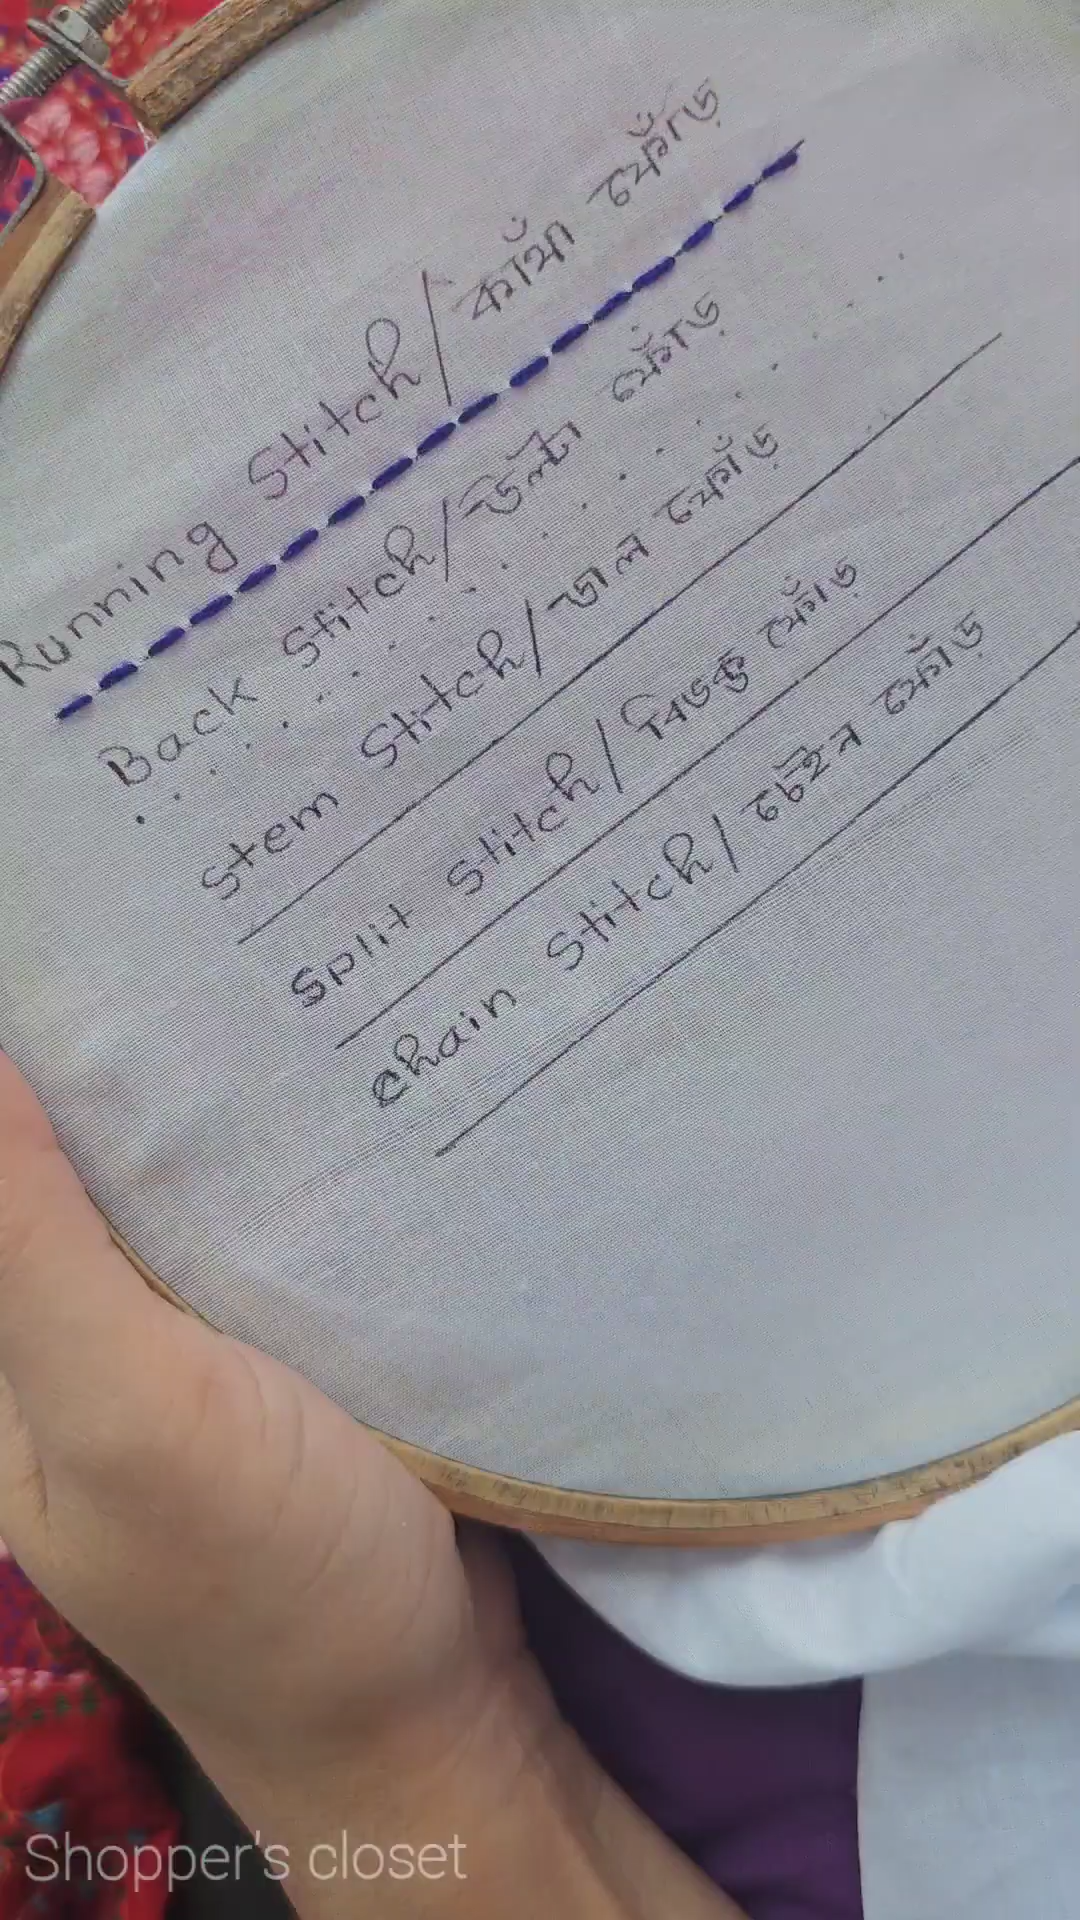 Running Stitch/কাঁথা ফোঁড়
Back Stitch/উল্টা ফোঁড়
Stem Stitch/ডাল ফোঁড়
Split Stitch/বিভক্ত ফোঁড়
Chain Stitch/চেইন ফোঁড়
Shopper's closet